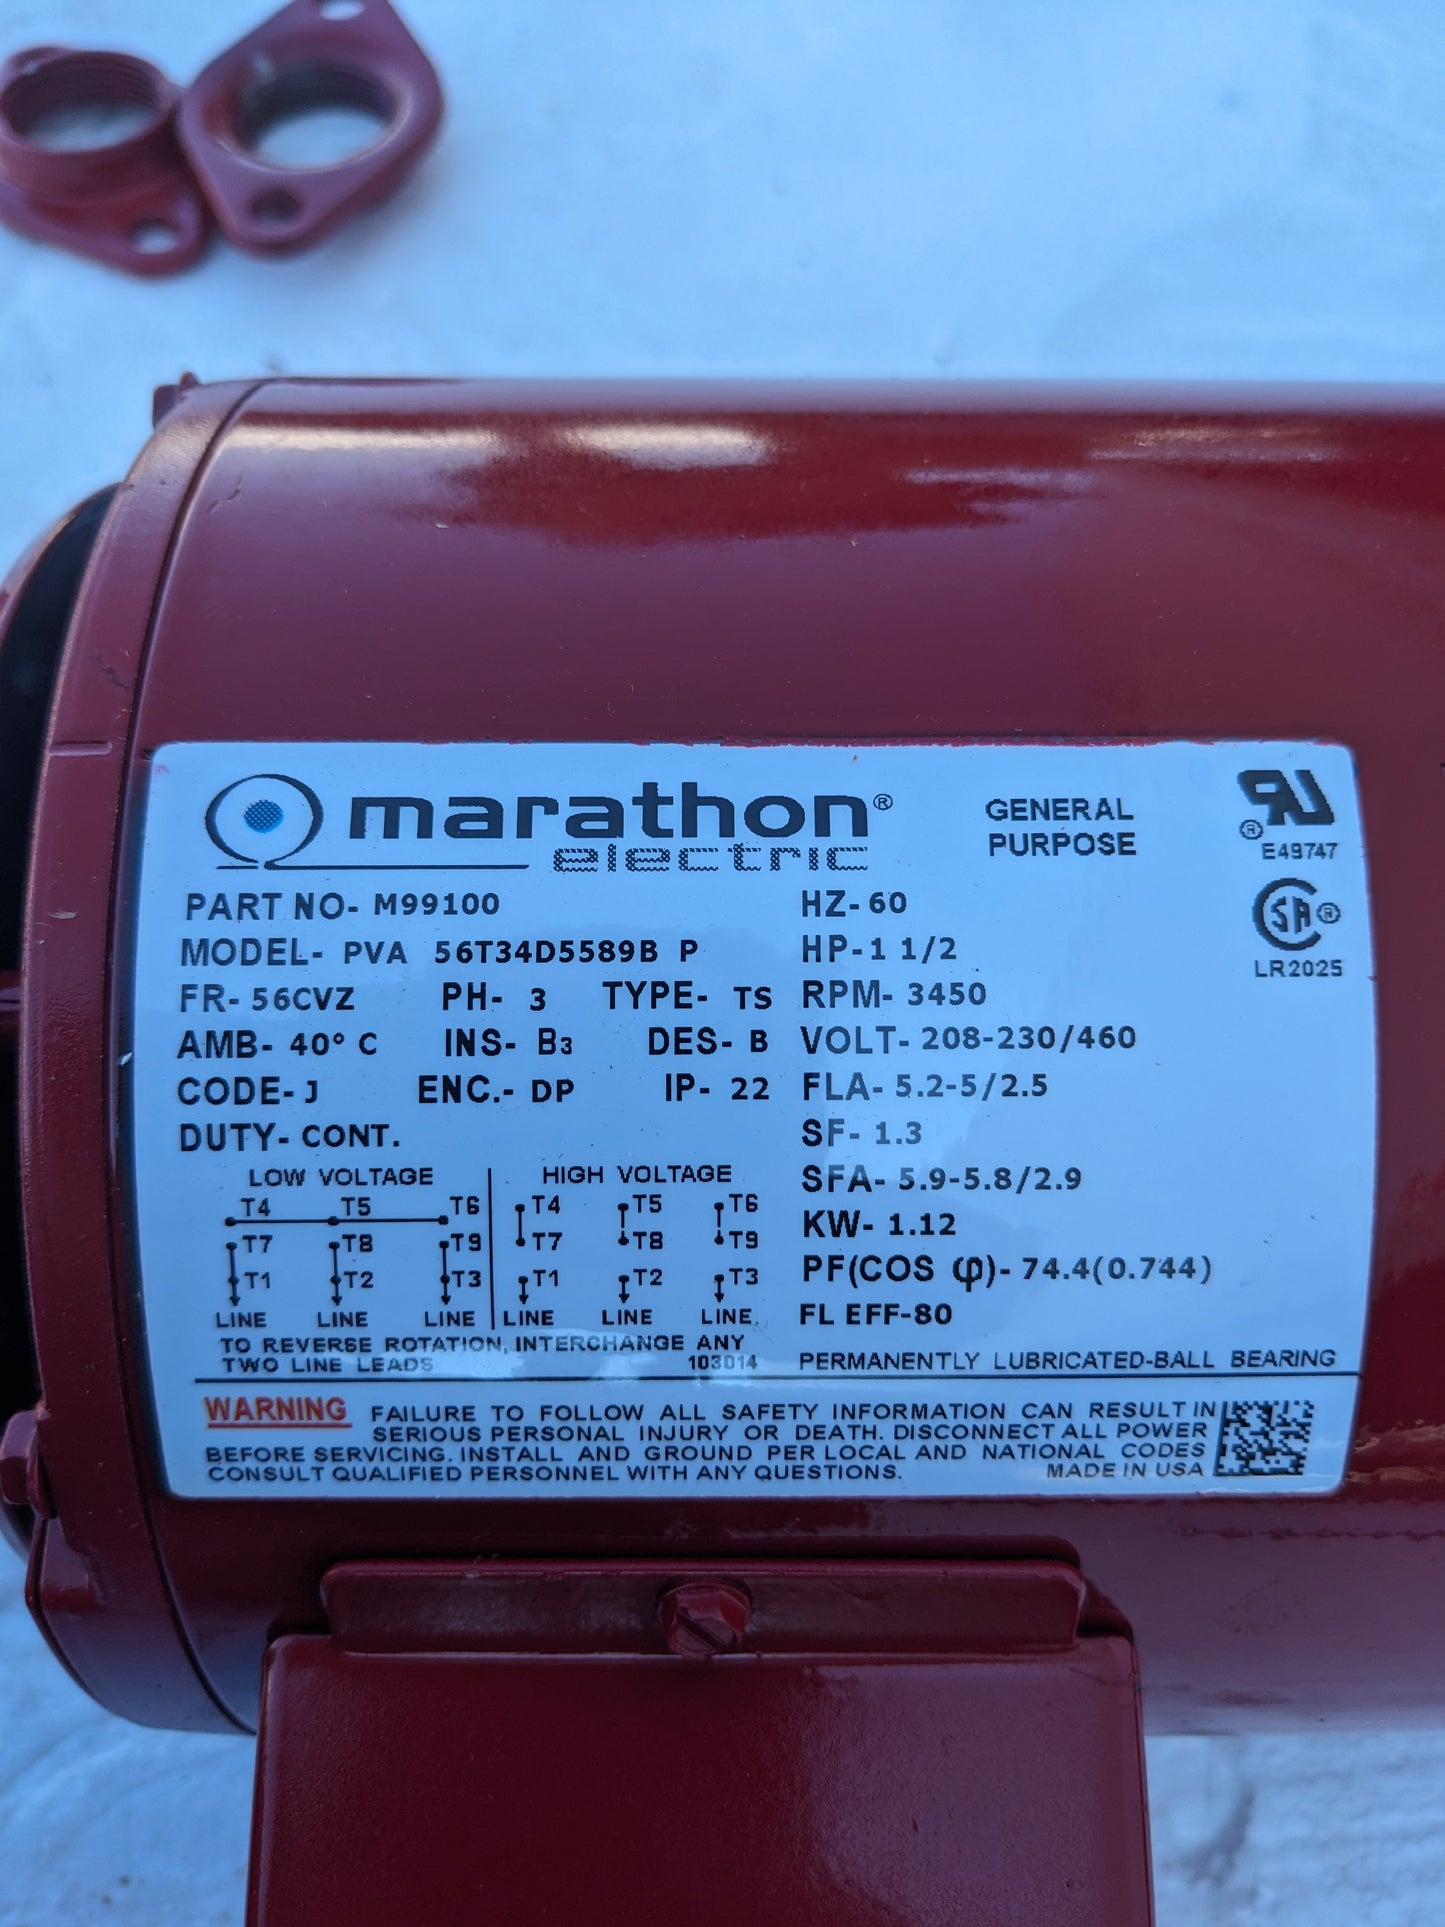 marathon®
electric
GENERAL
PURPOSE
®
E49747
PART NO- M99100
MODEL- PVA 56T34D5589B P
FR- 56CVZ PH- 3 TYPE- TS
AMB- 40° C INS- B3 DES- B
CODE- J ENC.- DP IP- 22
DUTY- CONT.
HZ- 60
HP- 1 1/2
RPM- 3450
VOLT- 208-230/460
FLA- 5.2-5/2.5
SF- 1.3
SFA- 5.9-5.8/2.9
KW- 1.12
PF(COS φ)- 74.4(0.744)
FL EFF-80
SA ®
LR2025
LOW VOLTAGE
T4 T5 T6
T7 T8 T9
T1 T2 T3
LINE LINE LINE
HIGH VOLTAGE
T4 T5 T6
T7 T8 T9
T1 T2 T3
LINE LINE LINE
TO REVERSE ROTATION, INTERCHANGE ANY
TWO LINE LEADS 103014
PERMANENTLY LUBRICATED-BALL BEARING
WARNING FAILURE TO FOLLOW ALL SAFETY INFORMATION CAN RESULT IN
SERIOUS PERSONAL INJURY OR DEATH. DISCONNECT ALL POWER
BEFORE SERVICING. INSTALL AND GROUND PER LOCAL AND NATIONAL CODES
CONSULT QUALIFIED PERSONNEL WITH ANY QUESTIONS. MADE IN USA